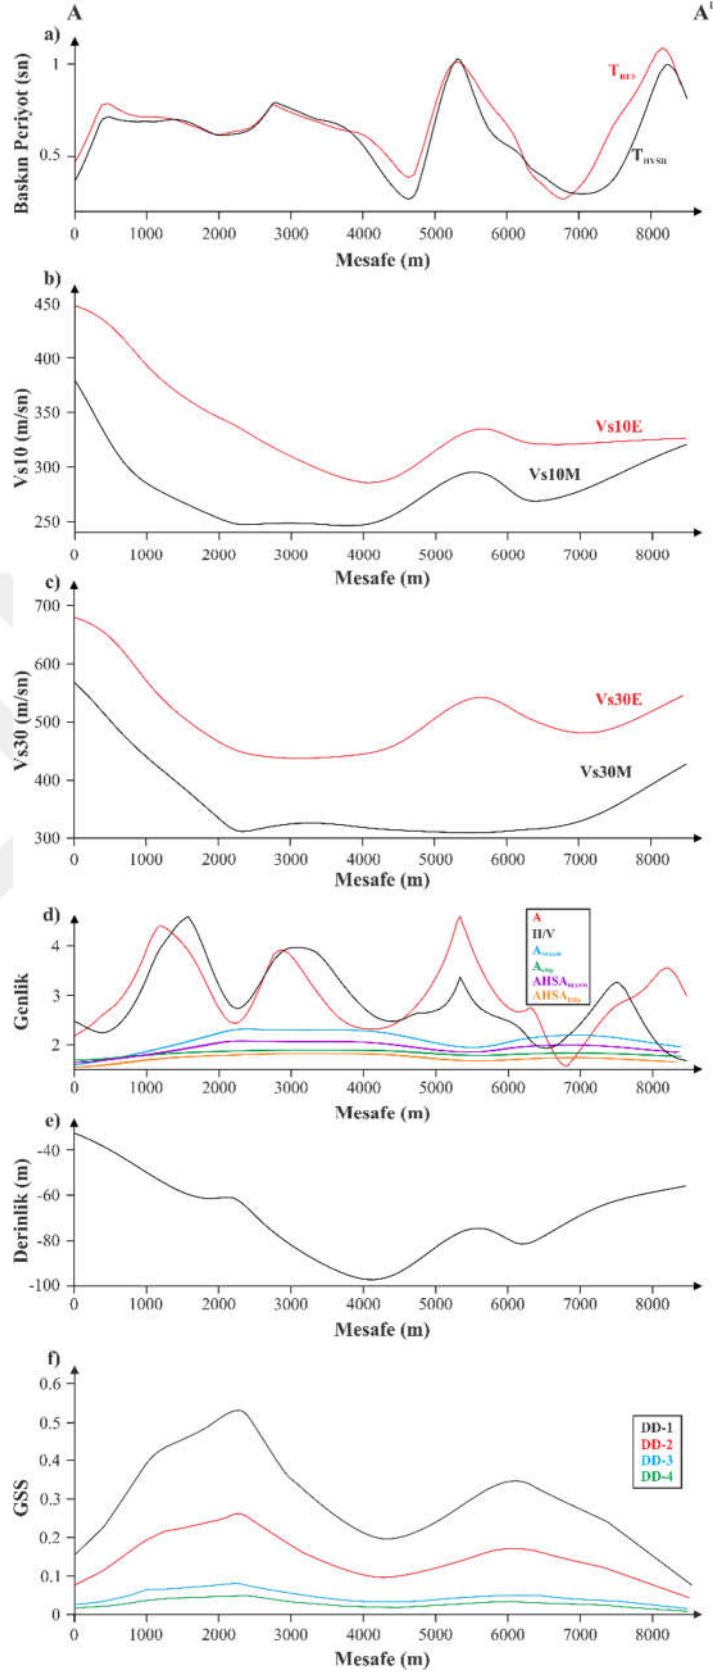 A A¹
a)
Baskın Periyot (sn)
1
0.5
T_RED
T_HVSR
0 1000 2000 3000 4000 5000 6000 7000 8000
Mesafe (m)
b)
Vs10 (m/sn)
450
400
350
300
250
Vs10E
Vs10M
0 1000 2000 3000 4000 5000 6000 7000 8000
Mesafe (m)
c)
Vs30 (m/sn)
700
600
500
400
300
Vs30E
Vs30M
0 1000 2000 3000 4000 5000 6000 7000 8000
Mesafe (m)
d)
Genlik
4
3
2
A
H/V
A
A
AHSA
AHSA
0 1000 2000 3000 4000 5000 6000 7000 8000
Mesafe (m)
e)
Derinlik (m)
-40
-60
-80
-100
0 1000 2000 3000 4000 5000 6000 7000 8000
Mesafe (m)
f)
GSS
0.6
0.5
0.4
0.3
0.2
0.1
0
DD-1
DD-2
DD-3
DD-4
0 1000 2000 3000 4000 5000 6000 7000 8000
Mesafe (m)